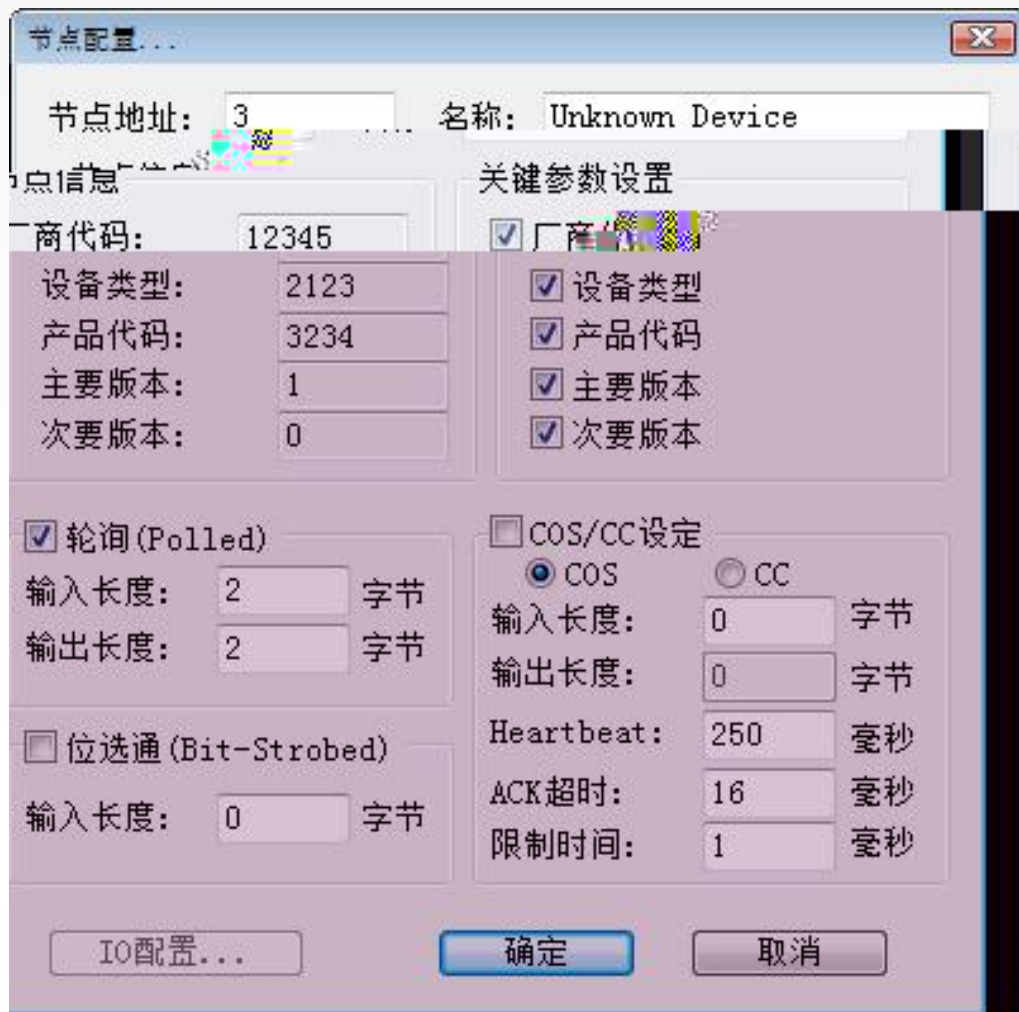 节点配置...
节点地址: 3 名称: Unknown Device
点信息 关键参数设置
商代码: 12345 厂商
设备类型: 2123 设备类型
产品代码: 3234 产品代码
主要版本: 1 主要版本
次要版本: 0 次要版本
轮询(Polled) COS/CC设定
COS CC
输入长度: 2 字节 输入长度: 0 字节
输出长度: 2 字节 输出长度: 0 字节
位选通(Bit-Strobed) Heartbeat: 250 毫秒
输入长度: 0 字节 ACK超时: 16 毫秒
限制时间: 1 毫秒
IO配置... 确定 取消